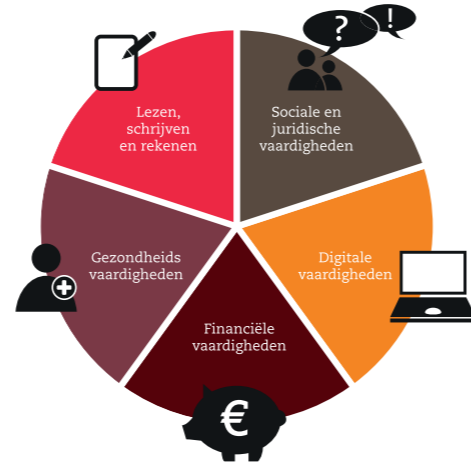 ?
!
Lezen,
schrijven
en rekenen
Sociale en
juridische
vaardigheden
Gezondheids
vaardigheden
Digitale
vaardigheden
Financiële
vaardigheden
€